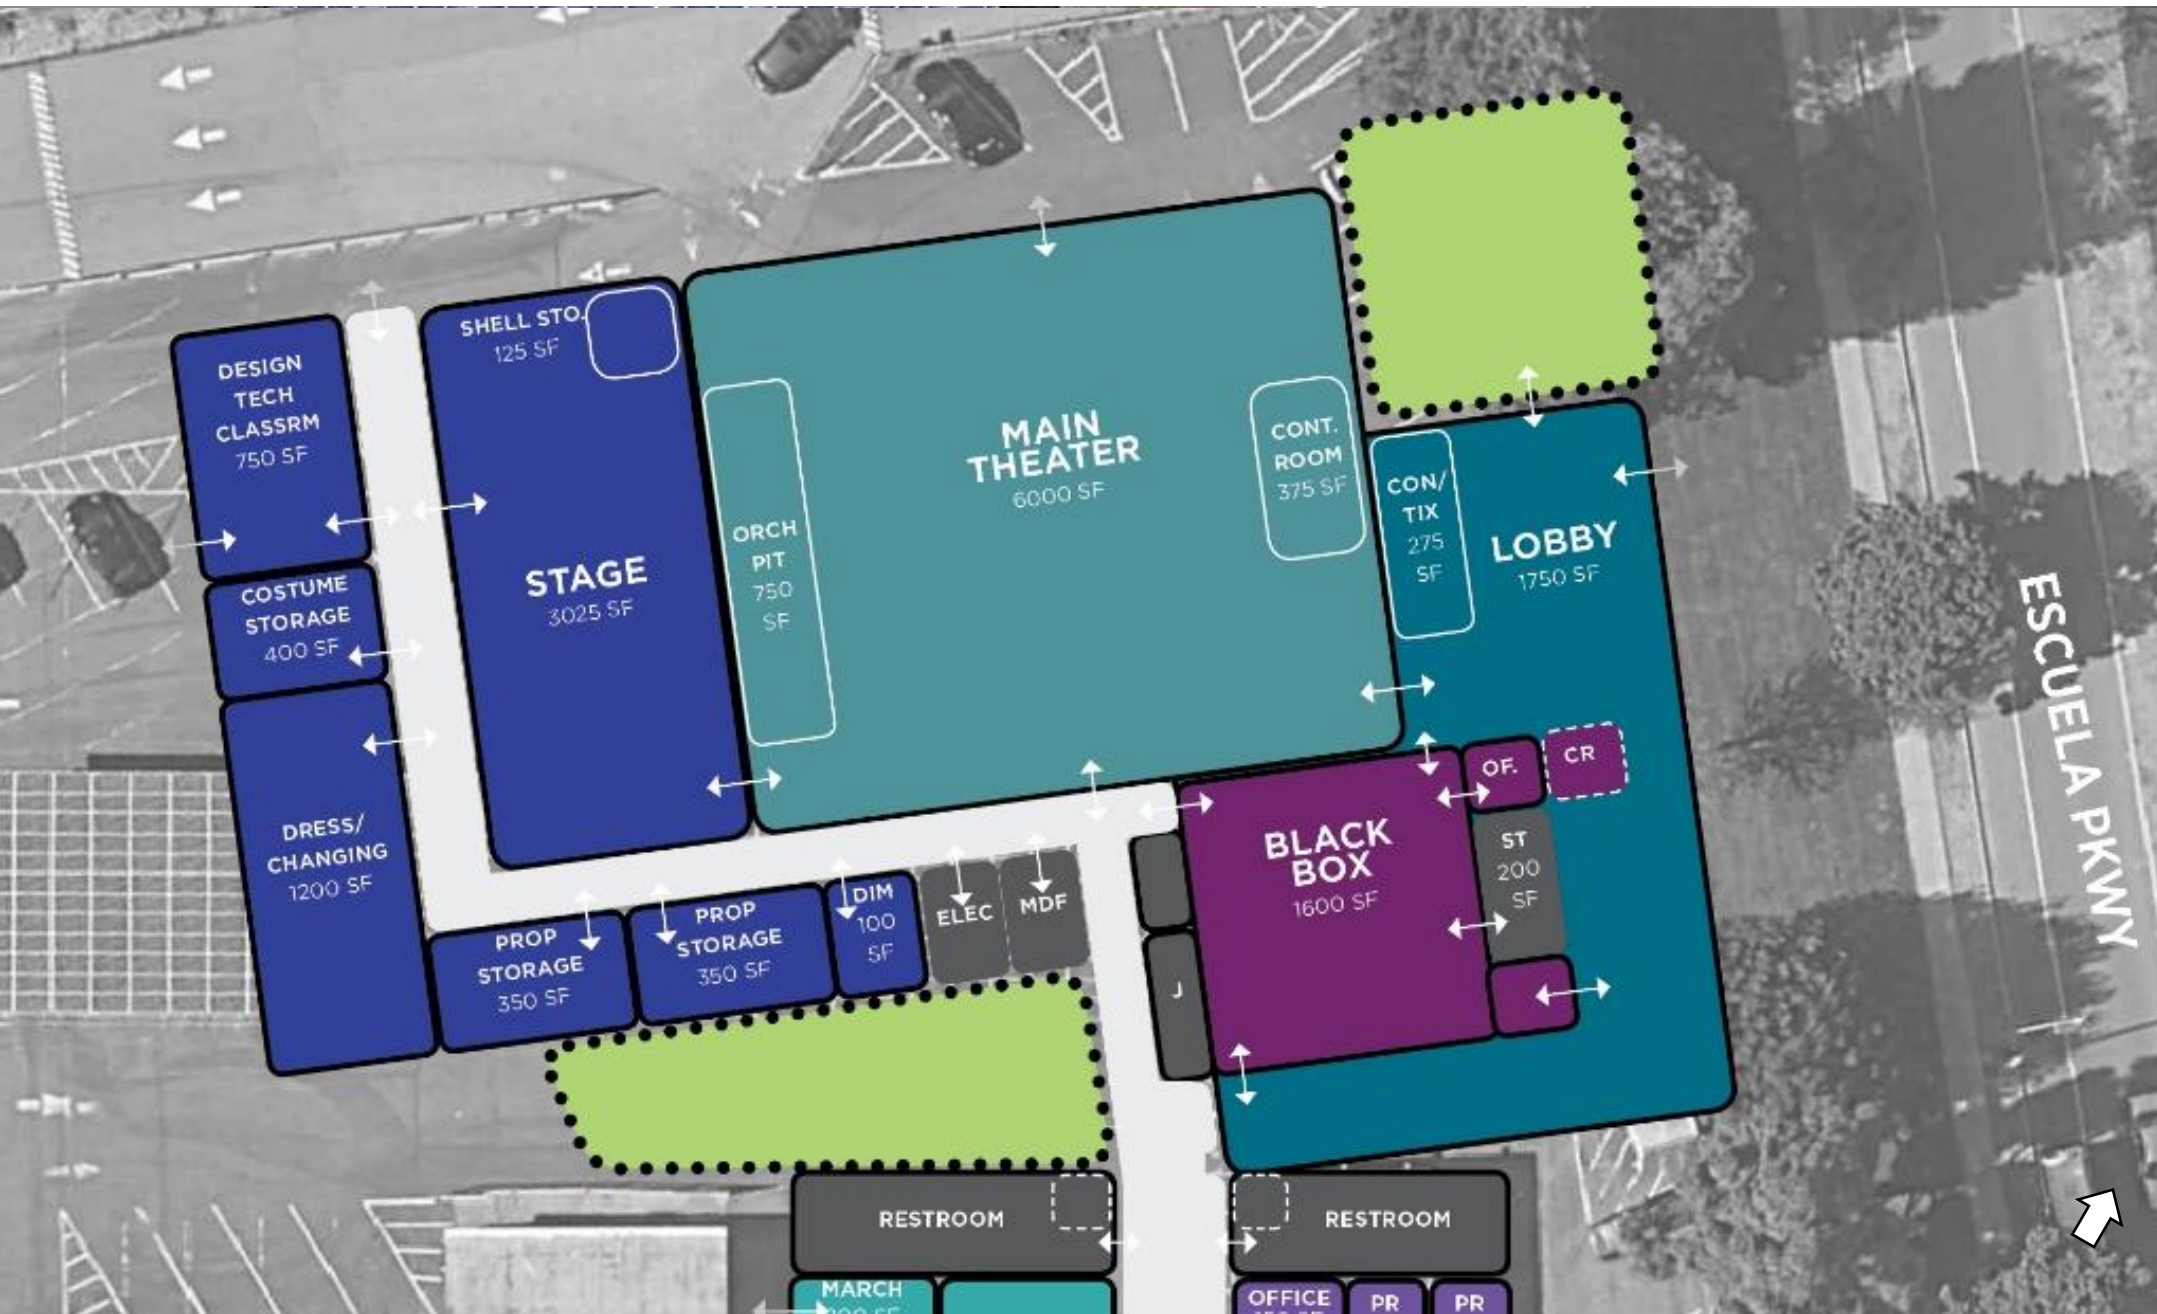 SHELL STO.
125 SF
DESIGN
TECH
CLASSRM
750 SF
MAIN
THEATER
6000 SF
CONT.
ROOM
375 SF
CON/
TIX
275
SF
LOBBY
1750 SF
ORCH
PIT
750
SF
STAGE
3025 SF
COSTUME
STORAGE
400 SF
ESCUELA PKWY
OF.
CR
DRESS/
CHANGING
1200 SF
BLACK
BOX
1600 SF
ST
200
SF
PROP
STORAGE
350 SF
PROP
STORAGE
350 SF
DIM
100
SF
ELEC
MDF
J
RESTROOM
RESTROOM
MARCH
OFFICE
PR
PR